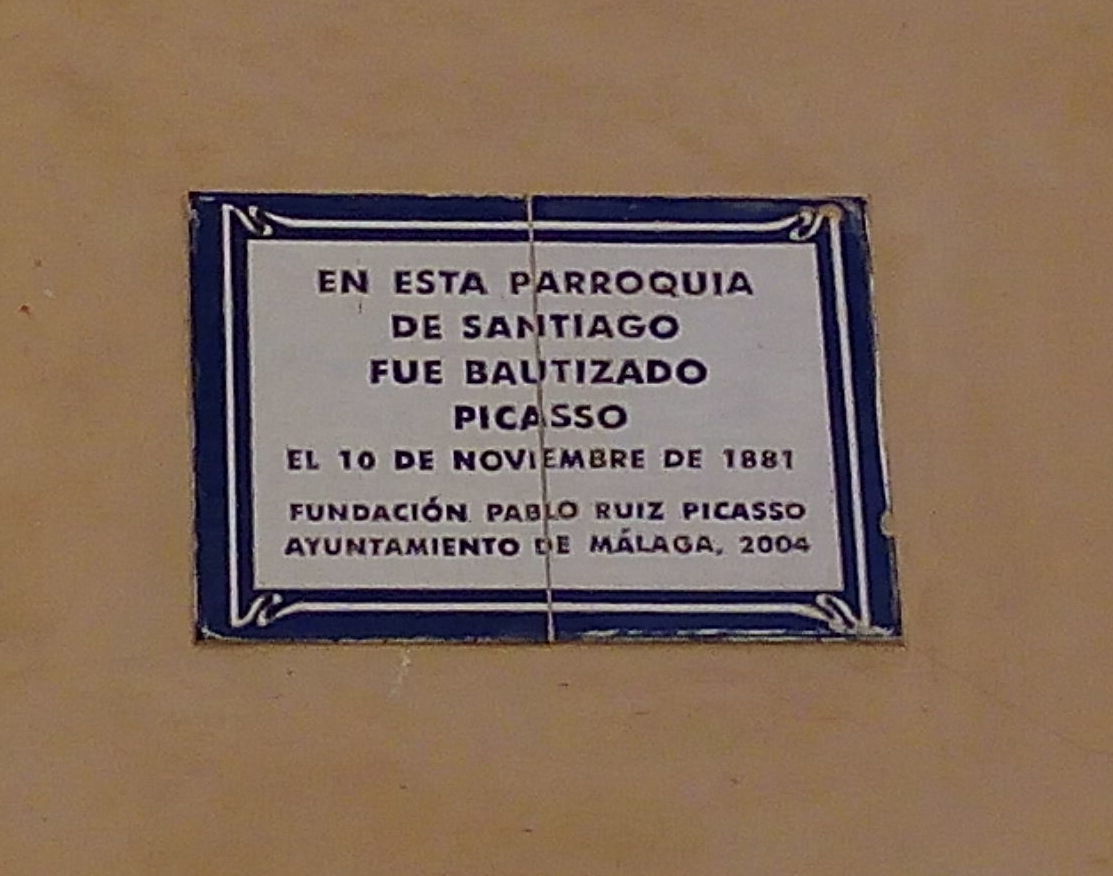 EN ESTA PARROQUIA
DE SANTIAGO
FUE BAUTIZADO
PICASSO
EL 10 DE NOVIEMBRE DE 1881
FUNDACIÓN PABLO RUIZ PICASSO
AYUNTAMIENTO DE MÁLAGA, 2004